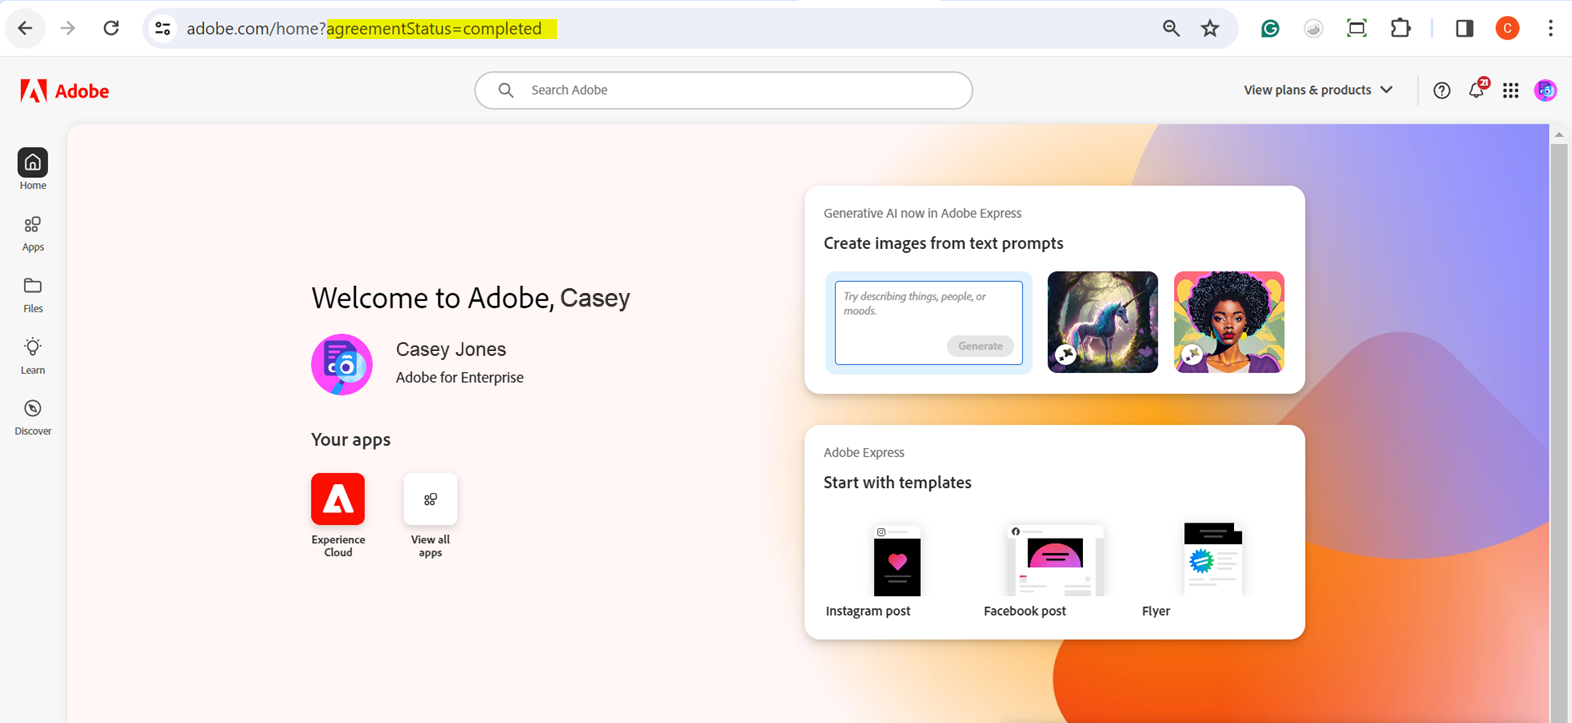 adobe.com/home?agreementStatus=completed
C
Adobe
Search Adobe
View plans & products
21
Home
Apps
Files
Learn
Discover
Welcome to Adobe, Casey
Casey Jones
Adobe for Enterprise
Your apps
Experience
Cloud
View all
apps
Generative AI now in Adobe Express
Create images from text prompts
Try describing things, people, or
moods.
Generate
Adobe Express
Start with templates
Instagram post
Facebook post
Flyer